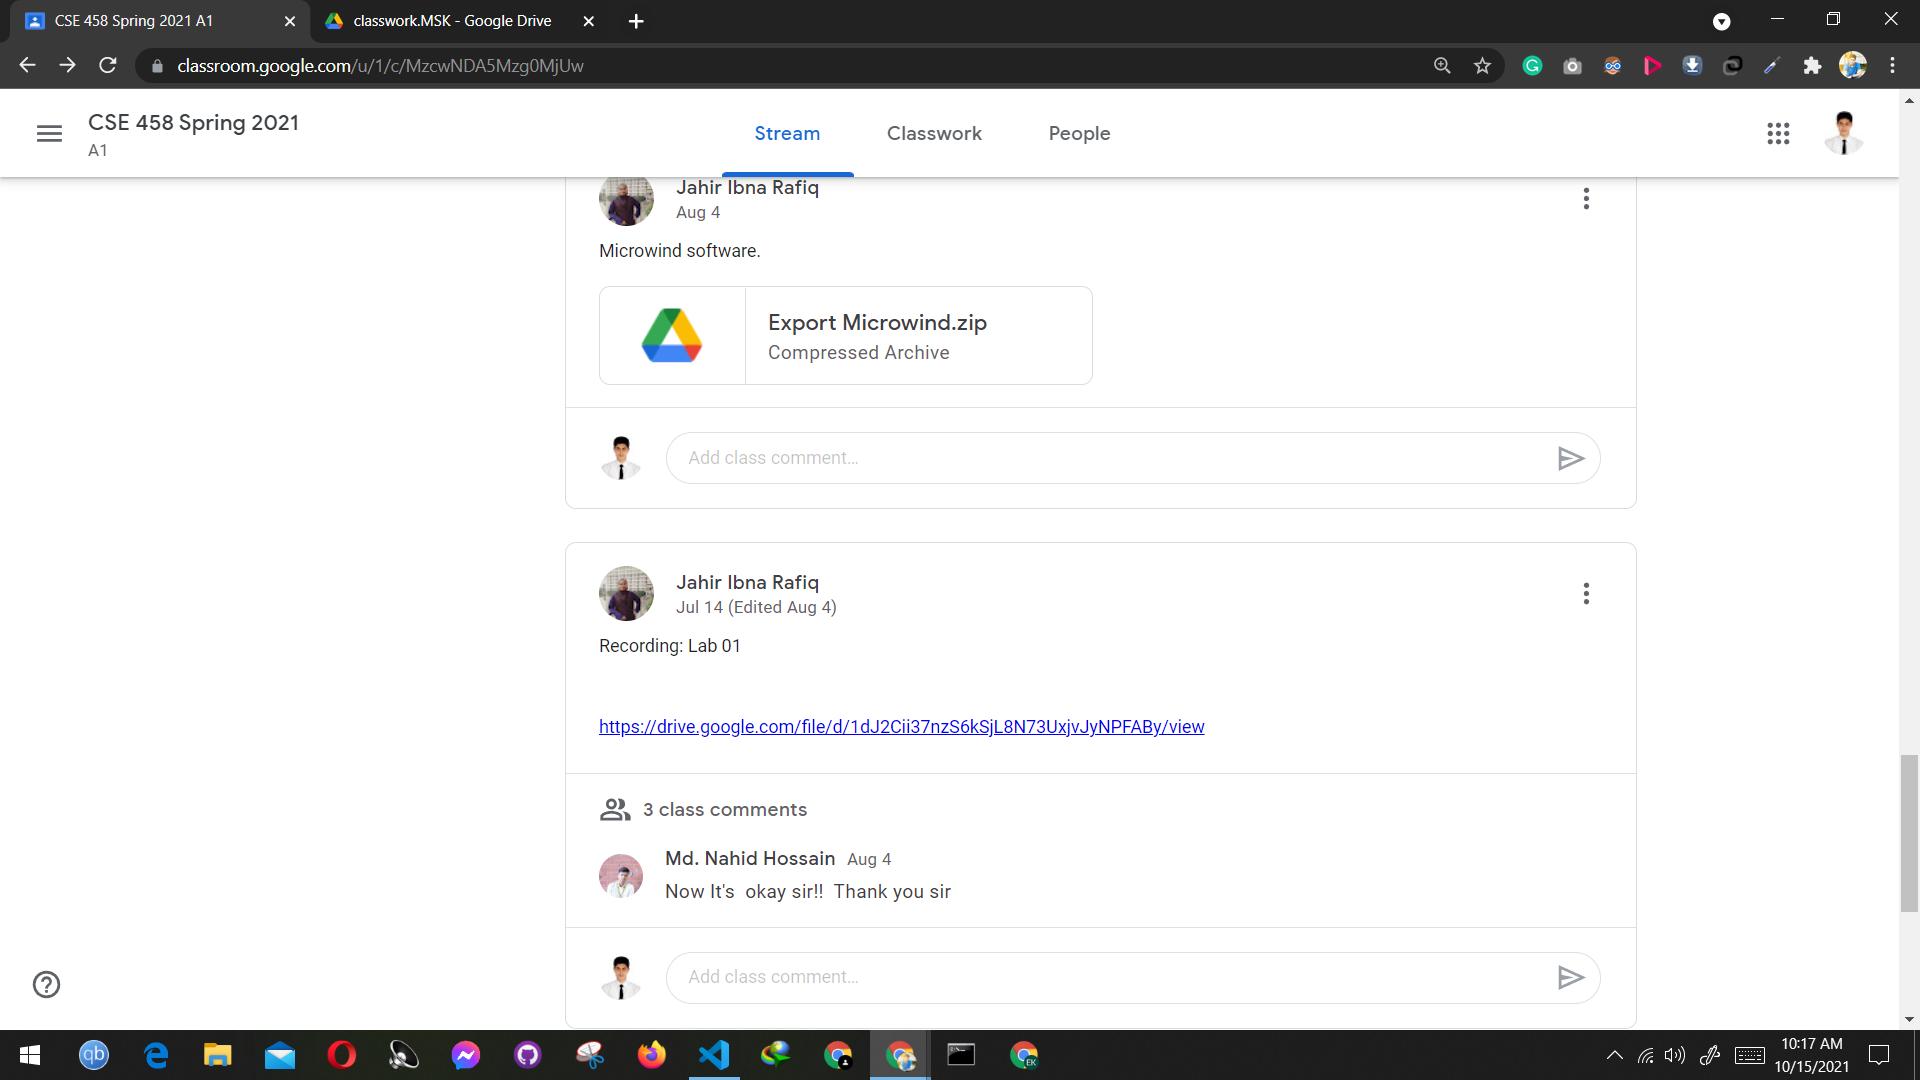 CSE 458 Spring 2021 A1
classwork.MSK - Google Drive
classroom.google.com/u/1/c/MzcwNDA5Mzg0MjUw
CSE 458 Spring 2021
A1
Stream
Classwork
People
Jahir Ibna Rafiq
Aug 4
Microwind software.
Export Microwind.zip
Compressed Archive
Add class comment...
Jahir Ibna Rafiq
Jul 14 (Edited Aug 4)
Recording: Lab 01
https://drive.google.com/file/d/1dJ2Cii37nzS6kSjL8N73UxjvJyNPFABy/view
3 class comments
Md. Nahid Hossain Aug 4
Now It's  okay sir!!  Thank you sir
Add class comment...
qb
EK
10:17 AM
10/15/2021